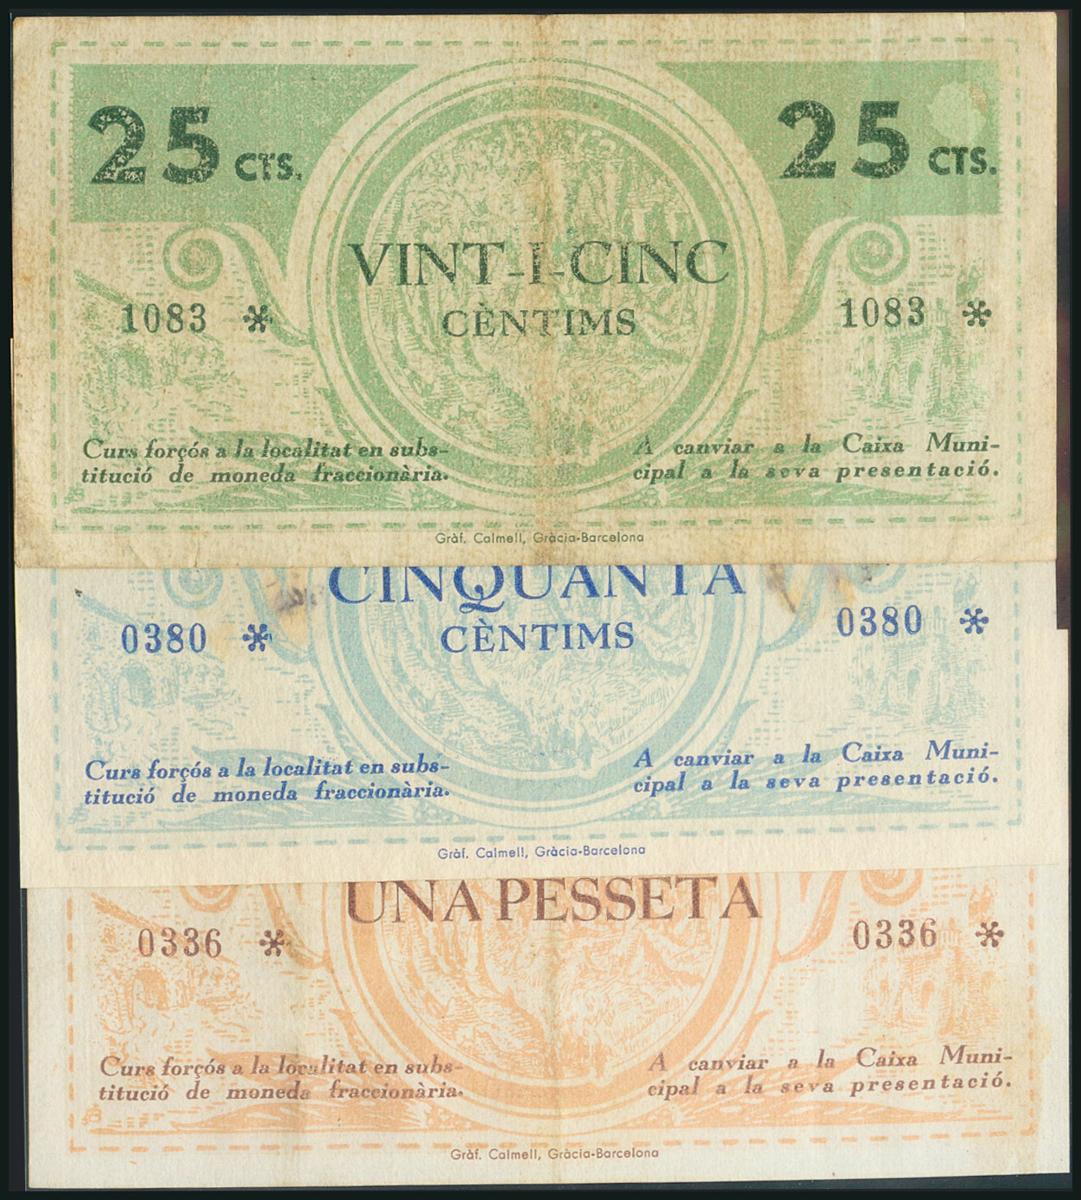 25 CTS. 25 CTS.
VINT-I-CINC
CÈNTIMS
1083 * 1083 *
Curs forçós a la localitat en subs-
titució de moneda fraccionària.
A canviar a la Caixa Muni-
cipal a la seva presentació.
Gràf. Calmell, Gràcia-Barcelona
CINQUANTA
CÈNTIMS
0380 * 0380 *
Curs forçós a la localitat en subs-
titució de moneda fraccionària.
A canviar a la Caixa Muni-
cipal a la seva presentació.
Gràf. Calmell, Gràcia-Barcelona
UNA PESSETA
0336 * 0336 *
Curs forçós a la localitat en subs-
titució de moneda fraccionària.
A canviar a la Caixa Muni-
cipal a la seva presentació.
Gràf. Calmell, Gràcia-Barcelona